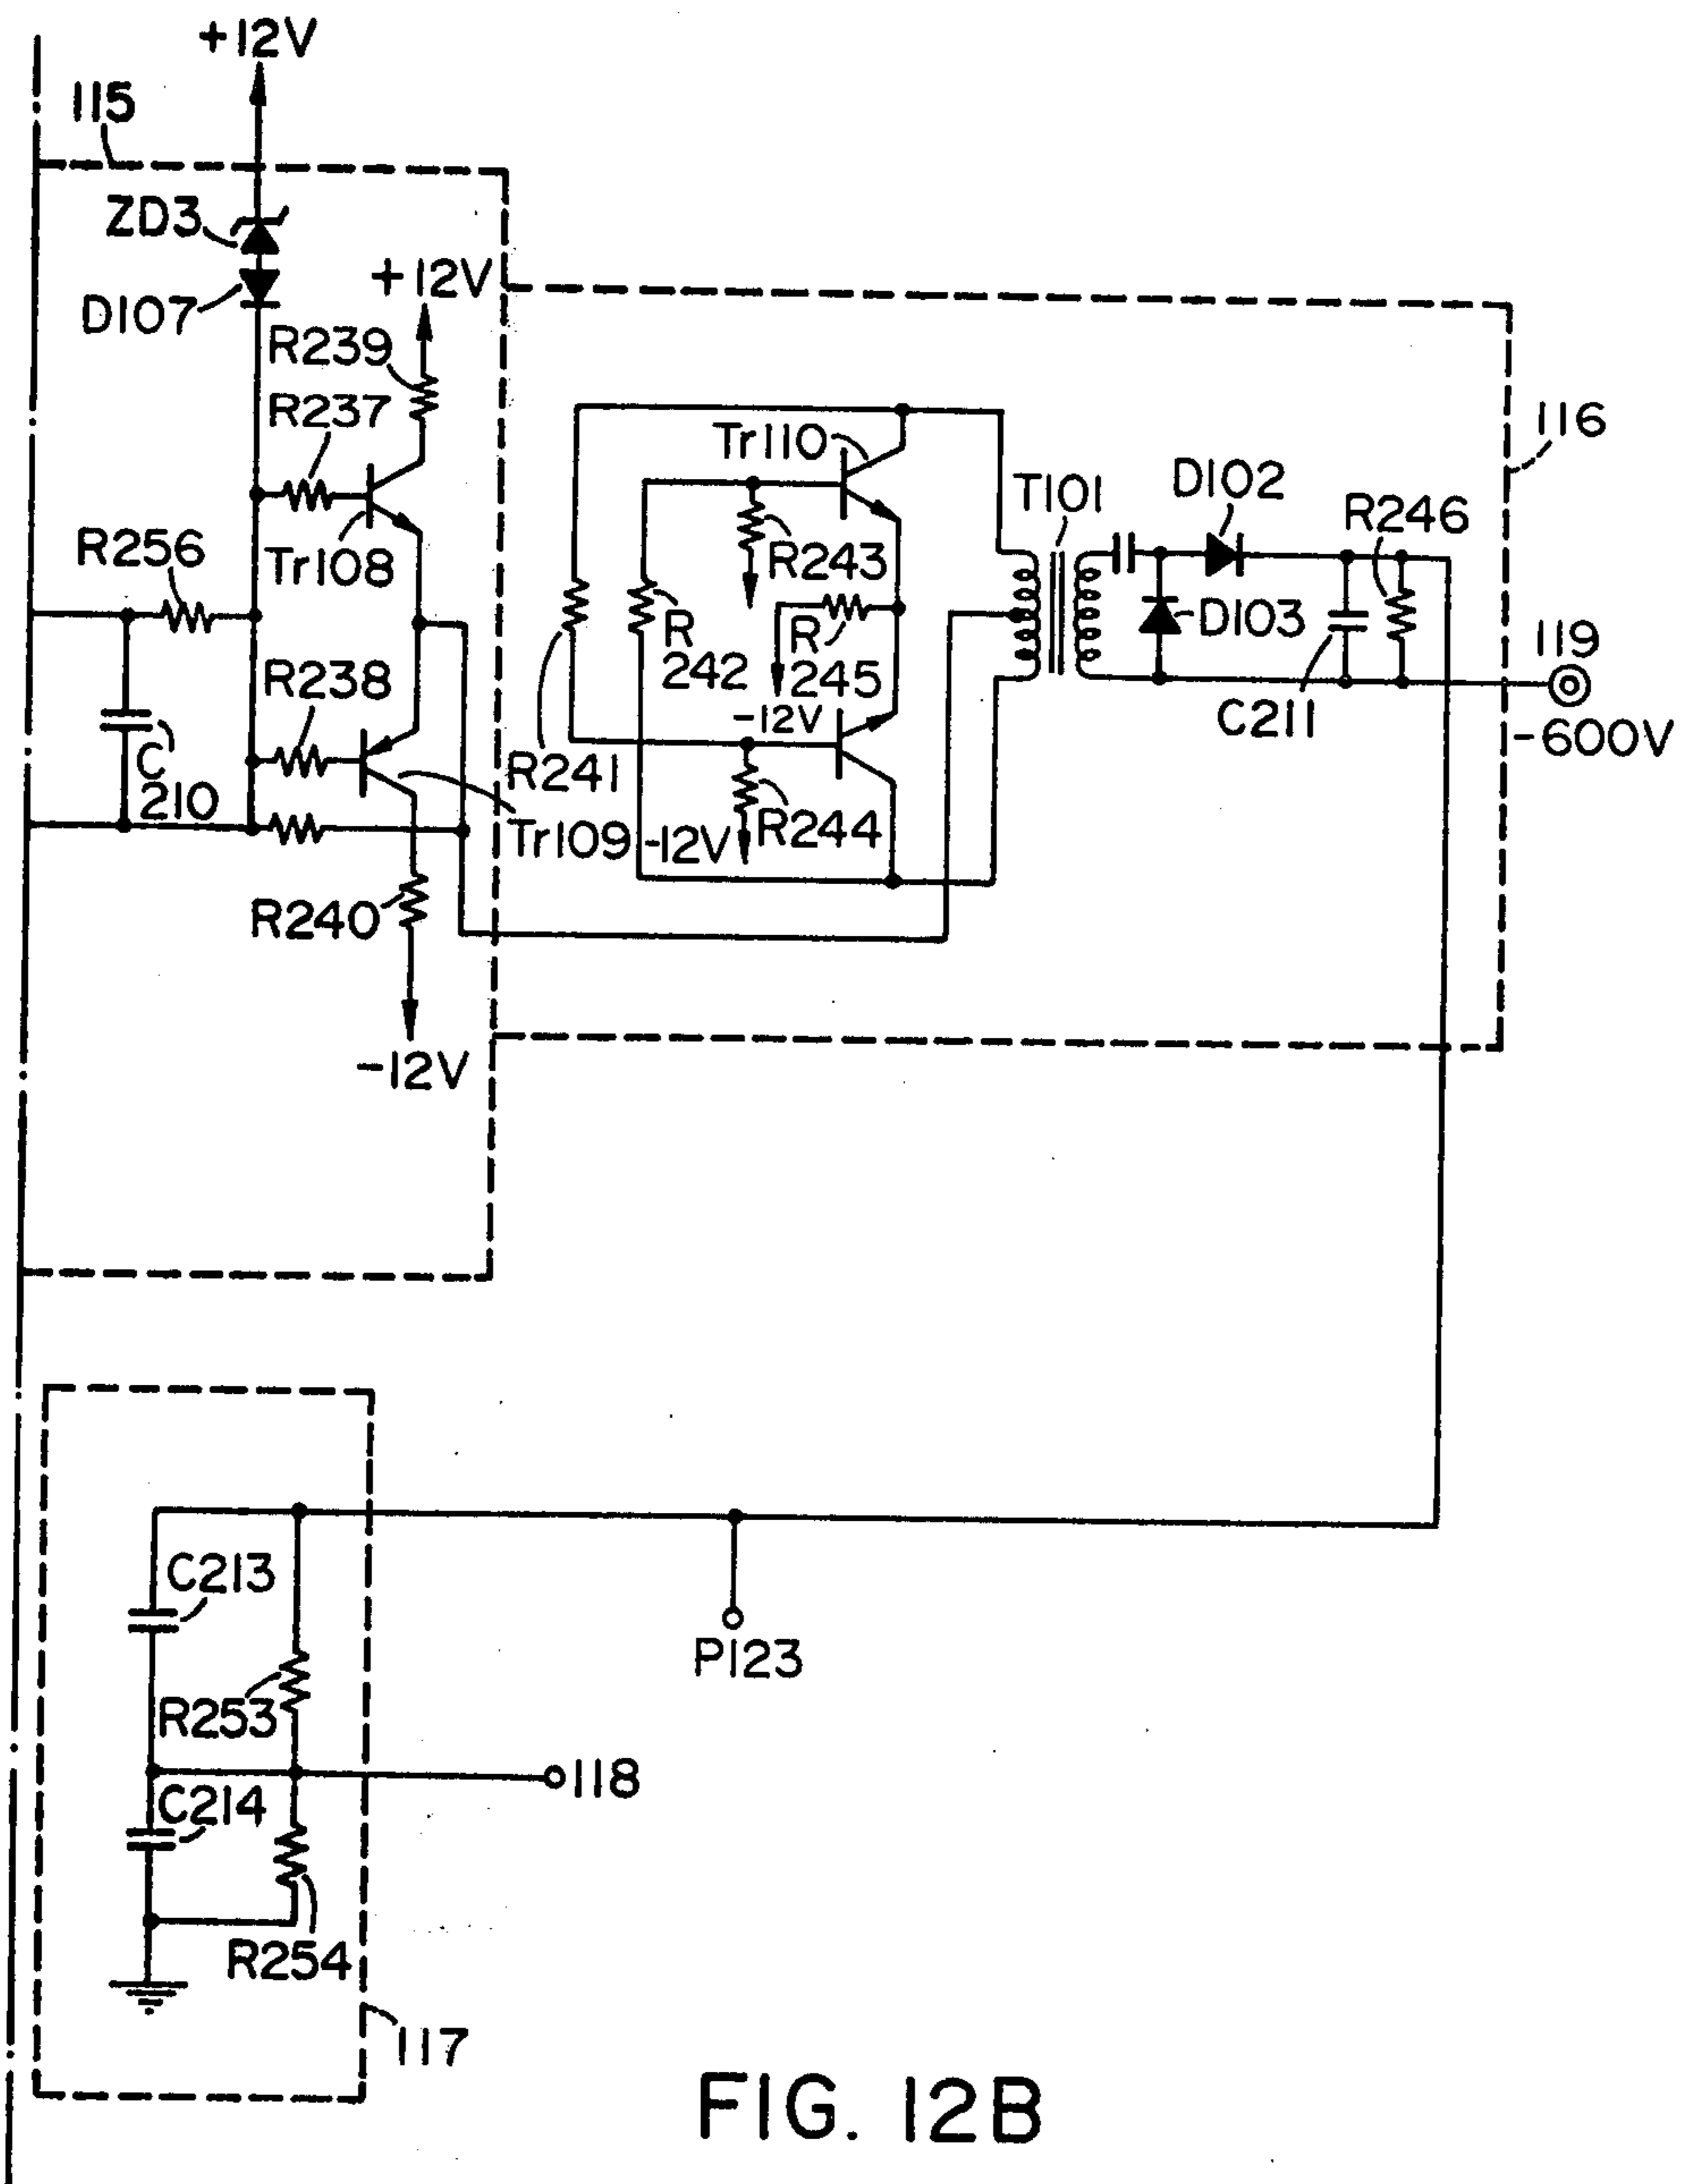 +12V
115
ZD3
+12V
D107
R239
R237
116
Tr110
T101
D102
R246
R256
Tr108
R243
R
242
R
245
D103
119
R238
-12V
C211
-600V
C
210
R241
R244
Tr109
-12V
R240
-12V
C213
P123
R253
118
C214
R254
117
FIG. 12B